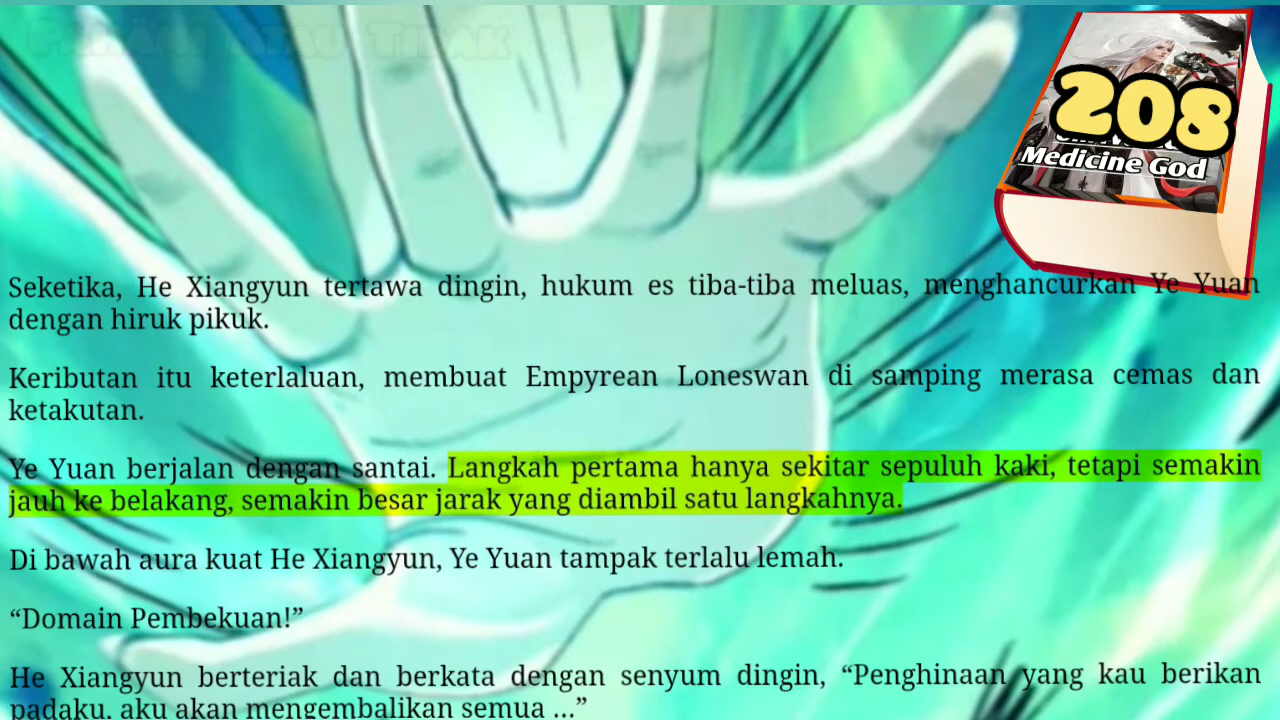 208
Medicine God
Seketika, He Xiangyun tertawa dingin, hukum es tiba-tiba meluas, menghancurkan Ye Yuan
dengan hiruk pikuk.
Keributan itu keterlaluan, membuat Empyrean Loneswan di samping merasa cemas dan
ketakutan.
Ye Yuan berjalan dengan santai. Langkah pertama hanya sekitar sepuluh kaki, tetapi semakin
jauh ke belakang, semakin besar jarak yang diambil satu langkahnya.
Di bawah aura kuat He Xiangyun, Ye Yuan tampak terlalu lemah.
“Domain Pembekuan!”
He Xiangyun berteriak dan berkata dengan senyum dingin, “Penghinaan yang kau berikan
padaku, aku akan mengembalikan semua ...”